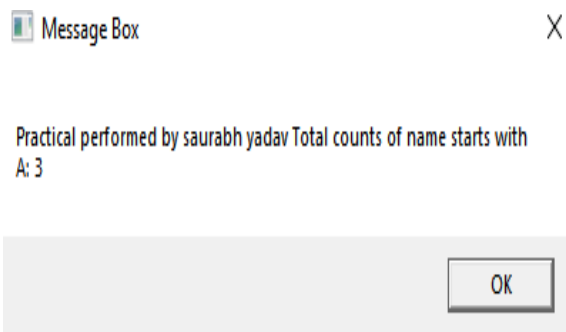 Message Box
Practical performed by saurabh yadav Total counts of name starts with
A: 3
OK